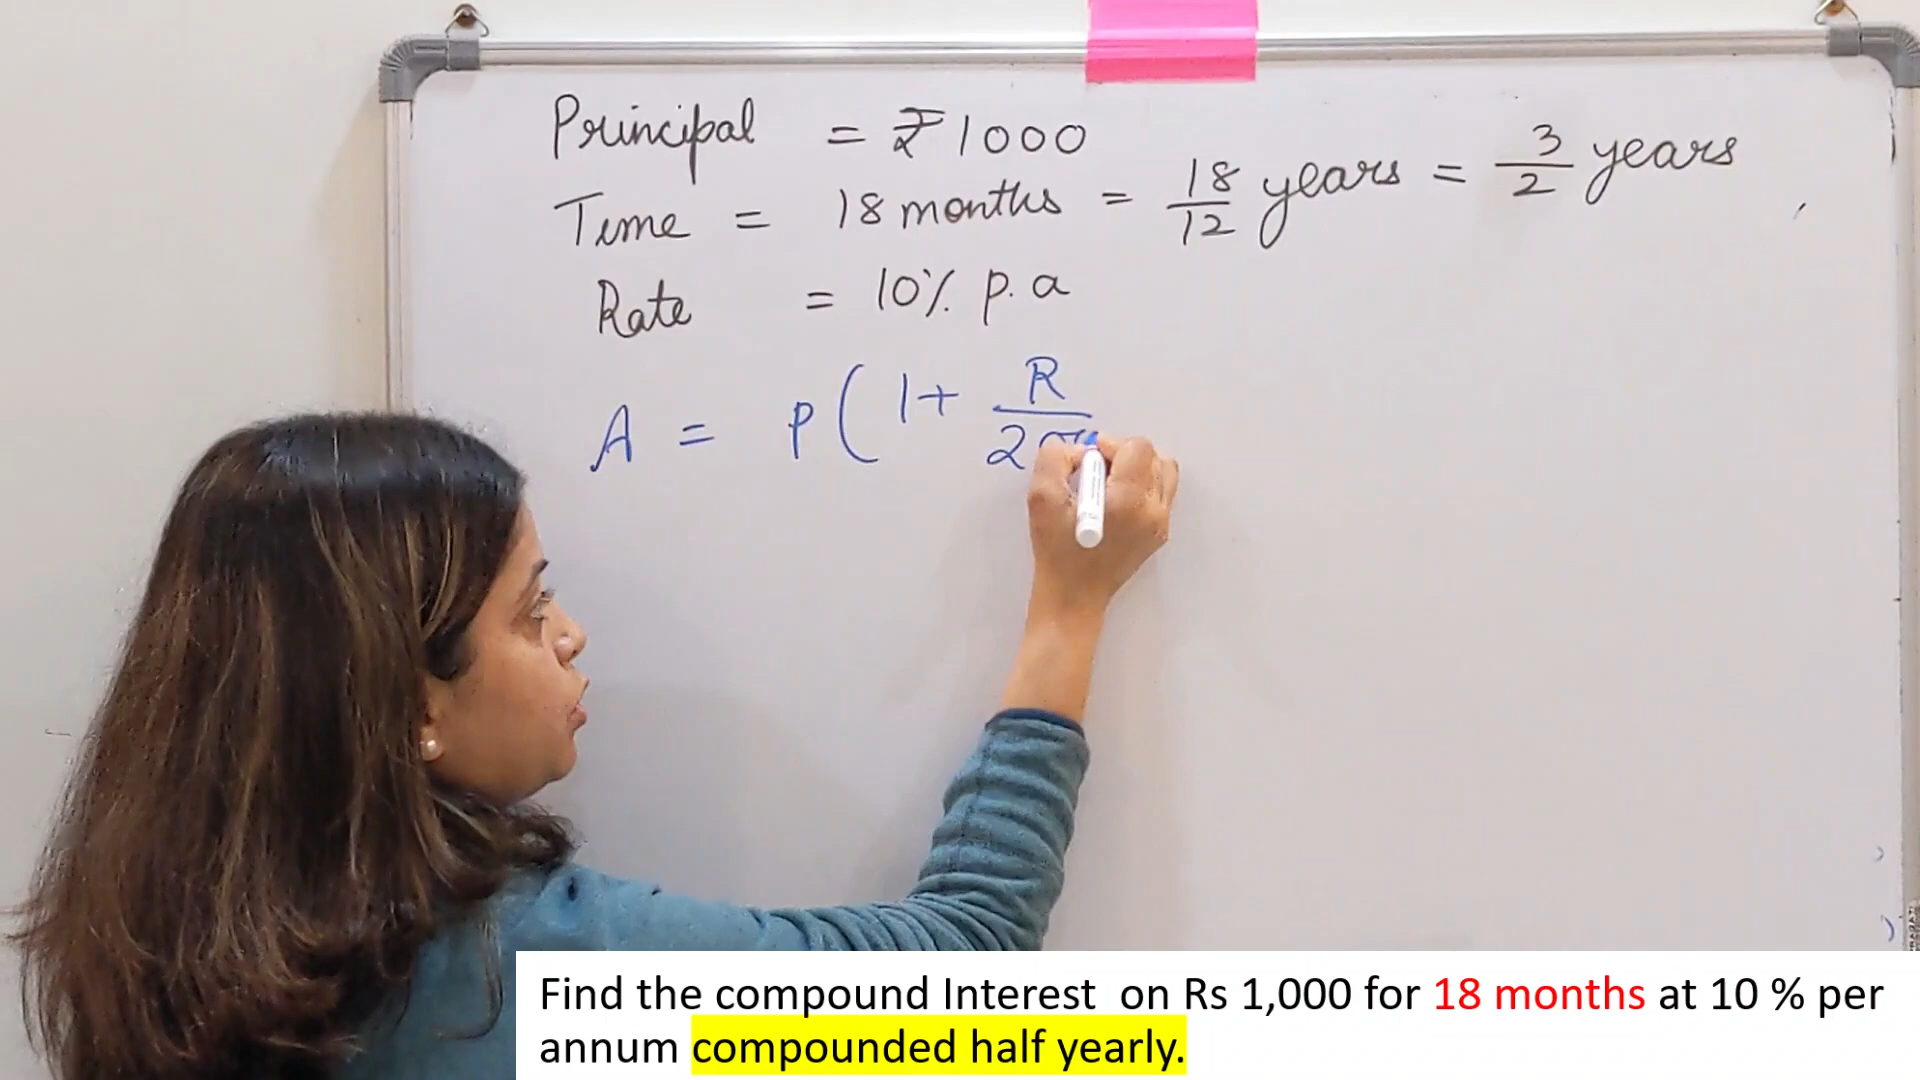 Principal = ₹ 1000
Time = 18 months = 18/12 years = 3/2 years
Rate = 10% p.a
A = P ( 1 + R/200
Find the compound Interest on Rs 1,000 for 18 months at 10 % per
annum compounded half yearly.